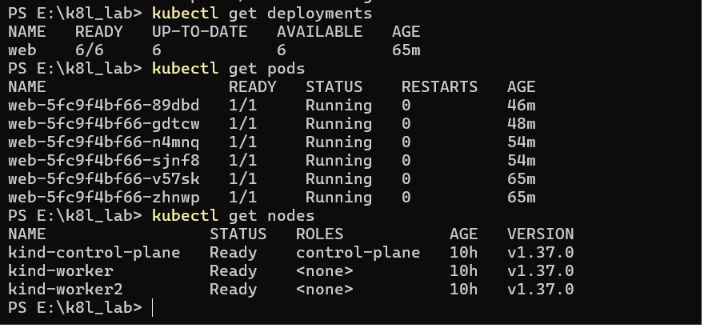 PS E:\k8l_lab> kubectl get deployments
NAME READY UP-TO-DATE AVAILABLE AGE
web 6/6 6 6 65m
PS E:\k8l_lab> kubectl get pods
NAME READY STATUS RESTARTS AGE
web-5fc9f4bf66-89dbd 1/1 Running 0 46m
web-5fc9f4bf66-gdtcw 1/1 Running 0 48m
web-5fc9f4bf66-n4mnq 1/1 Running 0 54m
web-5fc9f4bf66-sjnf8 1/1 Running 0 54m
web-5fc9f4bf66-v57sk 1/1 Running 0 65m
web-5fc9f4bf66-zhnwp 1/1 Running 0 65m
PS E:\k8l_lab> kubectl get nodes
NAME STATUS ROLES AGE VERSION
kind-control-plane Ready control-plane 10h v1.37.0
kind-worker Ready <none> 10h v1.37.0
kind-worker2 Ready <none> 10h v1.37.0
PS E:\k8l_lab>